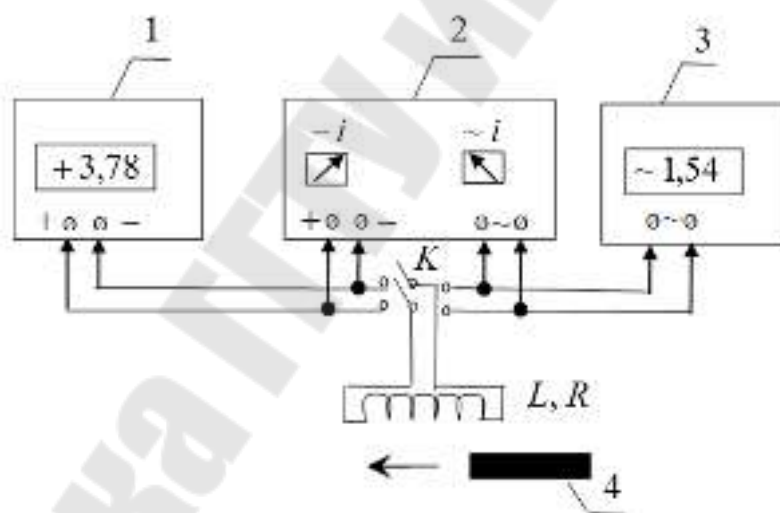 1
2
3
+3,78
– i
~ i
~ 1,54
+ –
+ – ~
~
K
L, R
4